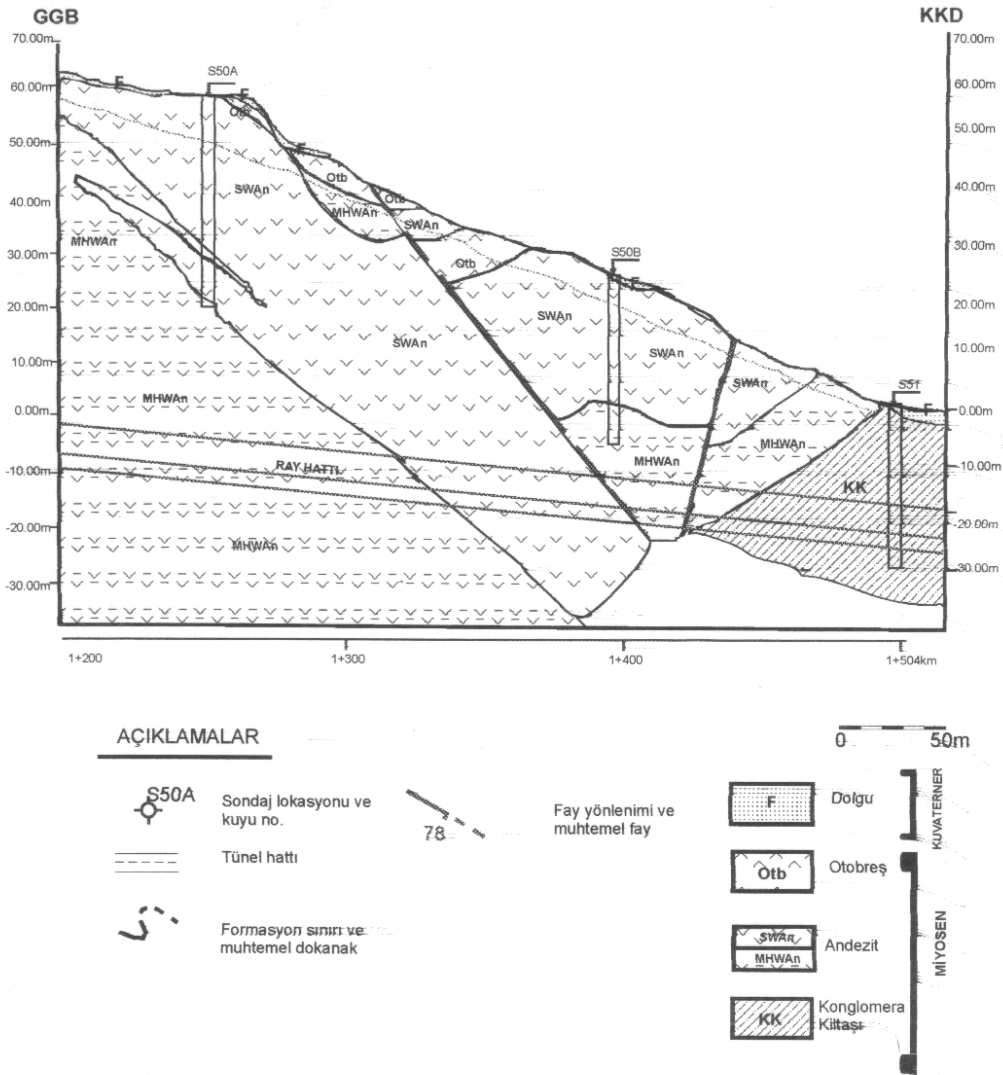 GGB
KKD
70.00m
60.00m
50.00m
40.00m
30.00m
20.00m
10.00m
0.00m
-10.00m
-20.00m
-30.00m
70.00m
60.00m
50.00m
40.00m
30.00m
20.00m
10.00m
0.00m
-10.00m
-20.00m
-30.00m
F
S50A
F
Otb
F
Otb
Otb
SWAn
MHWAn
SWAn
MHWAn
Otb
S50B
F
SWAn
SWAn
SWAn
SWAn
S51
F
MHWAn
MHWAn
MHWAn
RAY HATTI
KK
MHWAn
1+200
1+300
1+400
1+504km
AÇIKLAMALAR
0 50m
S50A
Sondaj lokasyonu ve
kuyu no.
Tünel hattı
Formasyon sınırı ve
muhtemel dokanak
78
Fay yönlenimi ve
muhtemel fay
F
Dolgu
Otb
Otobreş
SWAn
MHWAn
Andezit
KK
Konglomera
Kiltaşı
KUVATERNER
MİYOSEN